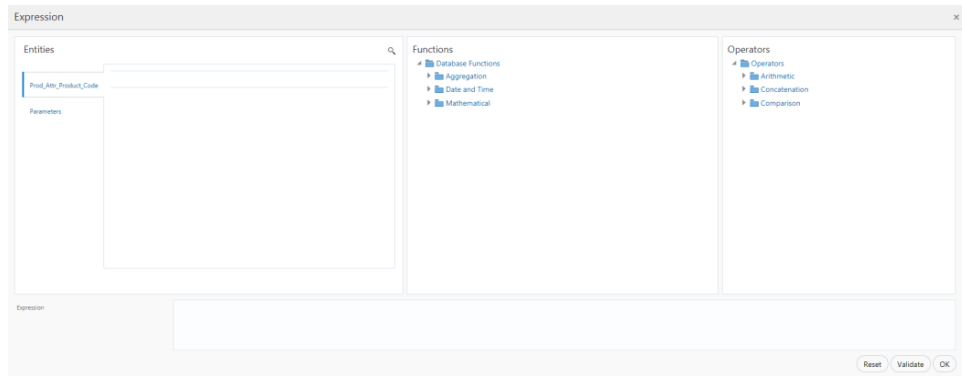 Expression ×
Entities
Prod_Attr_Product_Code
Parameters
Functions
Database Functions
Aggregation
Date and Time
Mathematical
Operators
Operators
Arithmetic
Concatenation
Comparison
Expression
Reset Validate OK